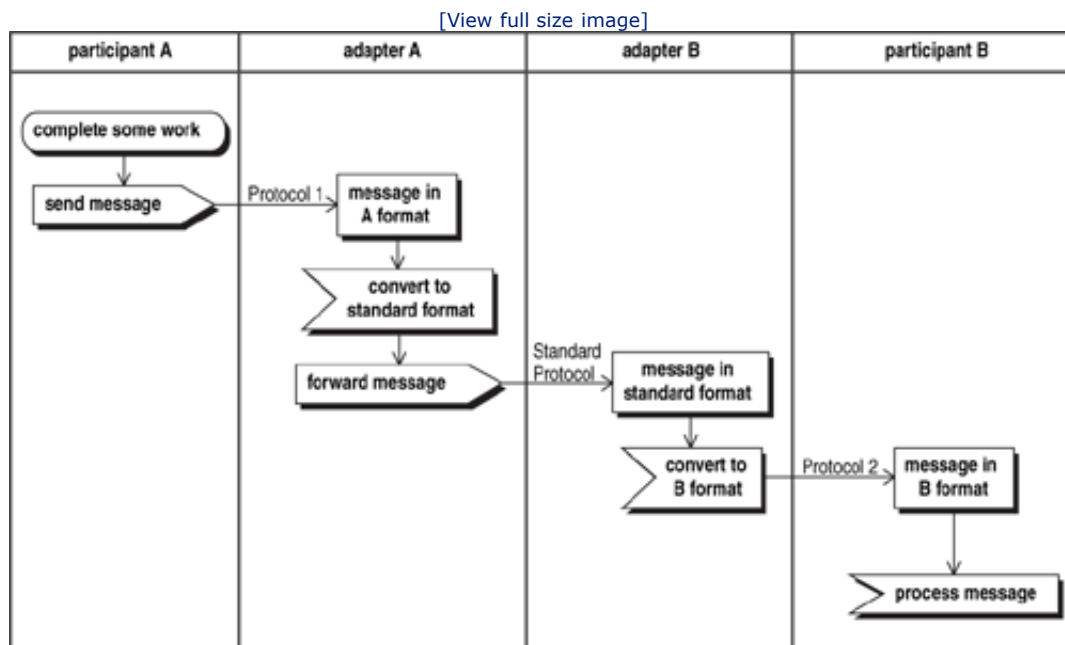 [View full size image]
participant A
adapter A
adapter B
participant B
complete some work
send message
Protocol 1
message in
A format
convert to
standard format
forward message
Standard
Protocol
message in
standard format
convert to
B format
Protocol 2
message in
B format
process message